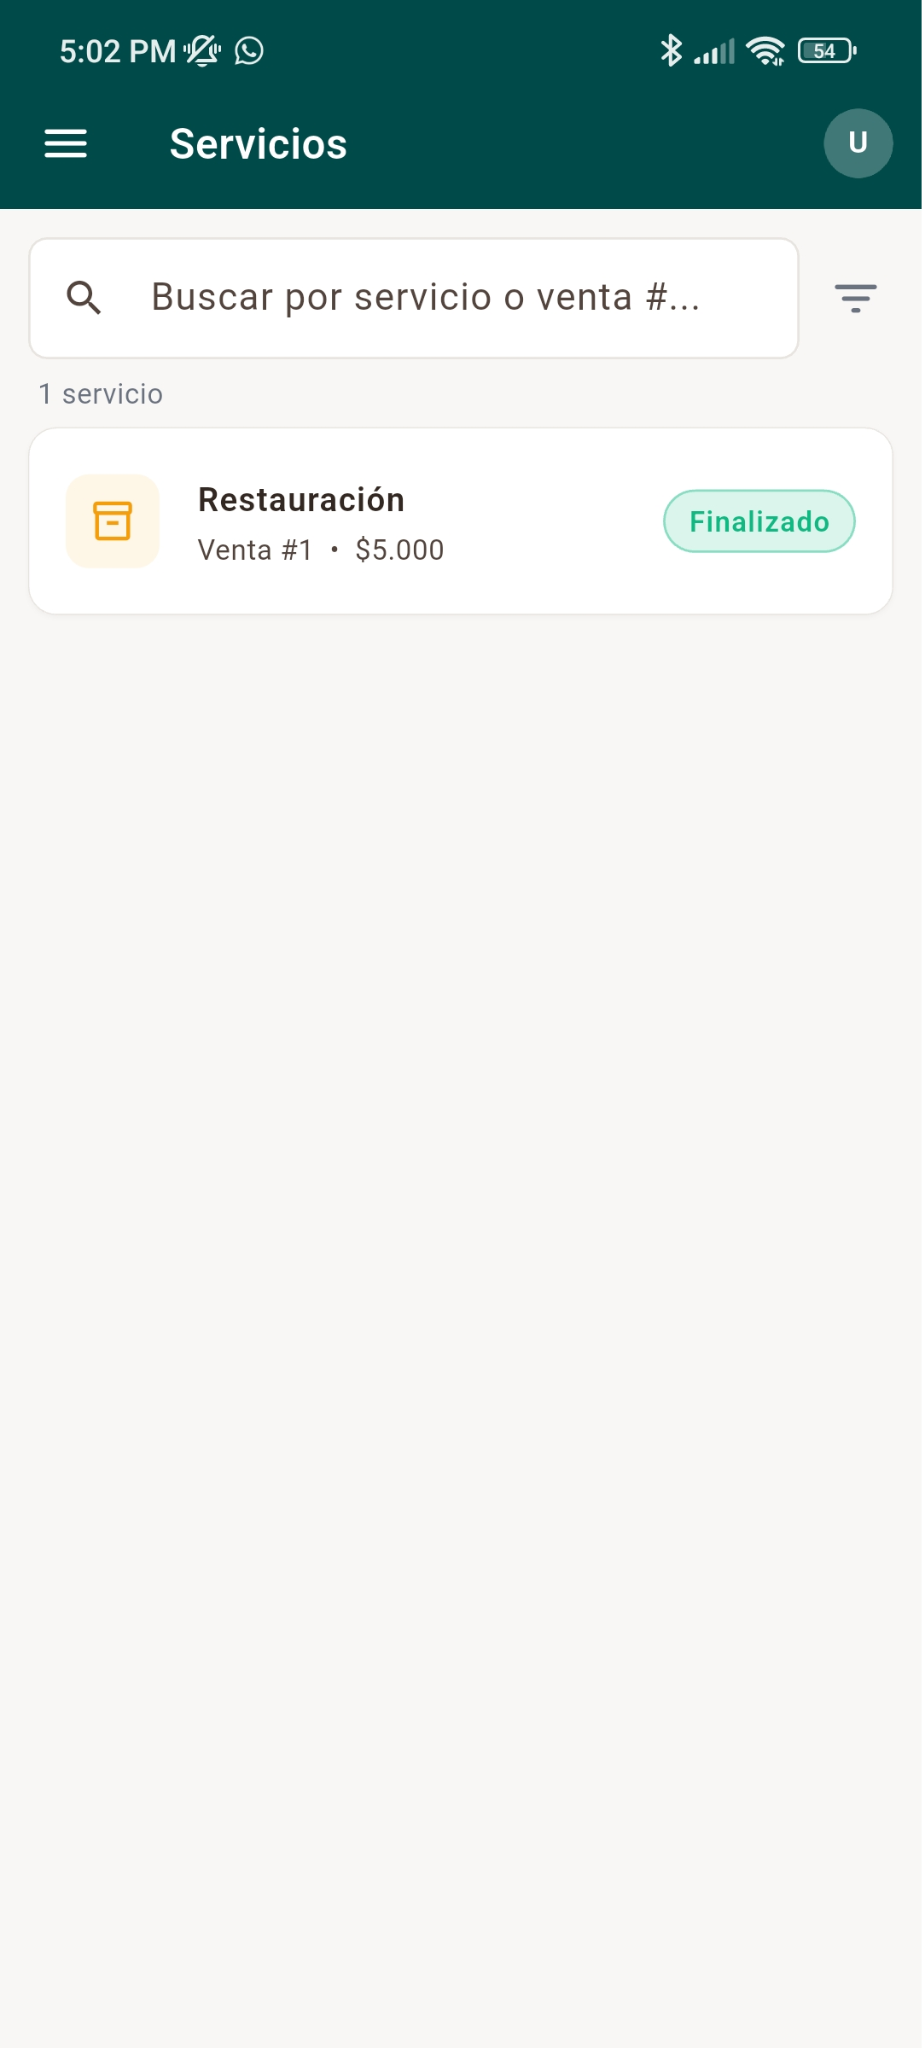 5:02 PM 54
Servicios U
Buscar por servicio o venta #...
1 servicio
Restauración
Venta #1 • $5.000
Finalizado